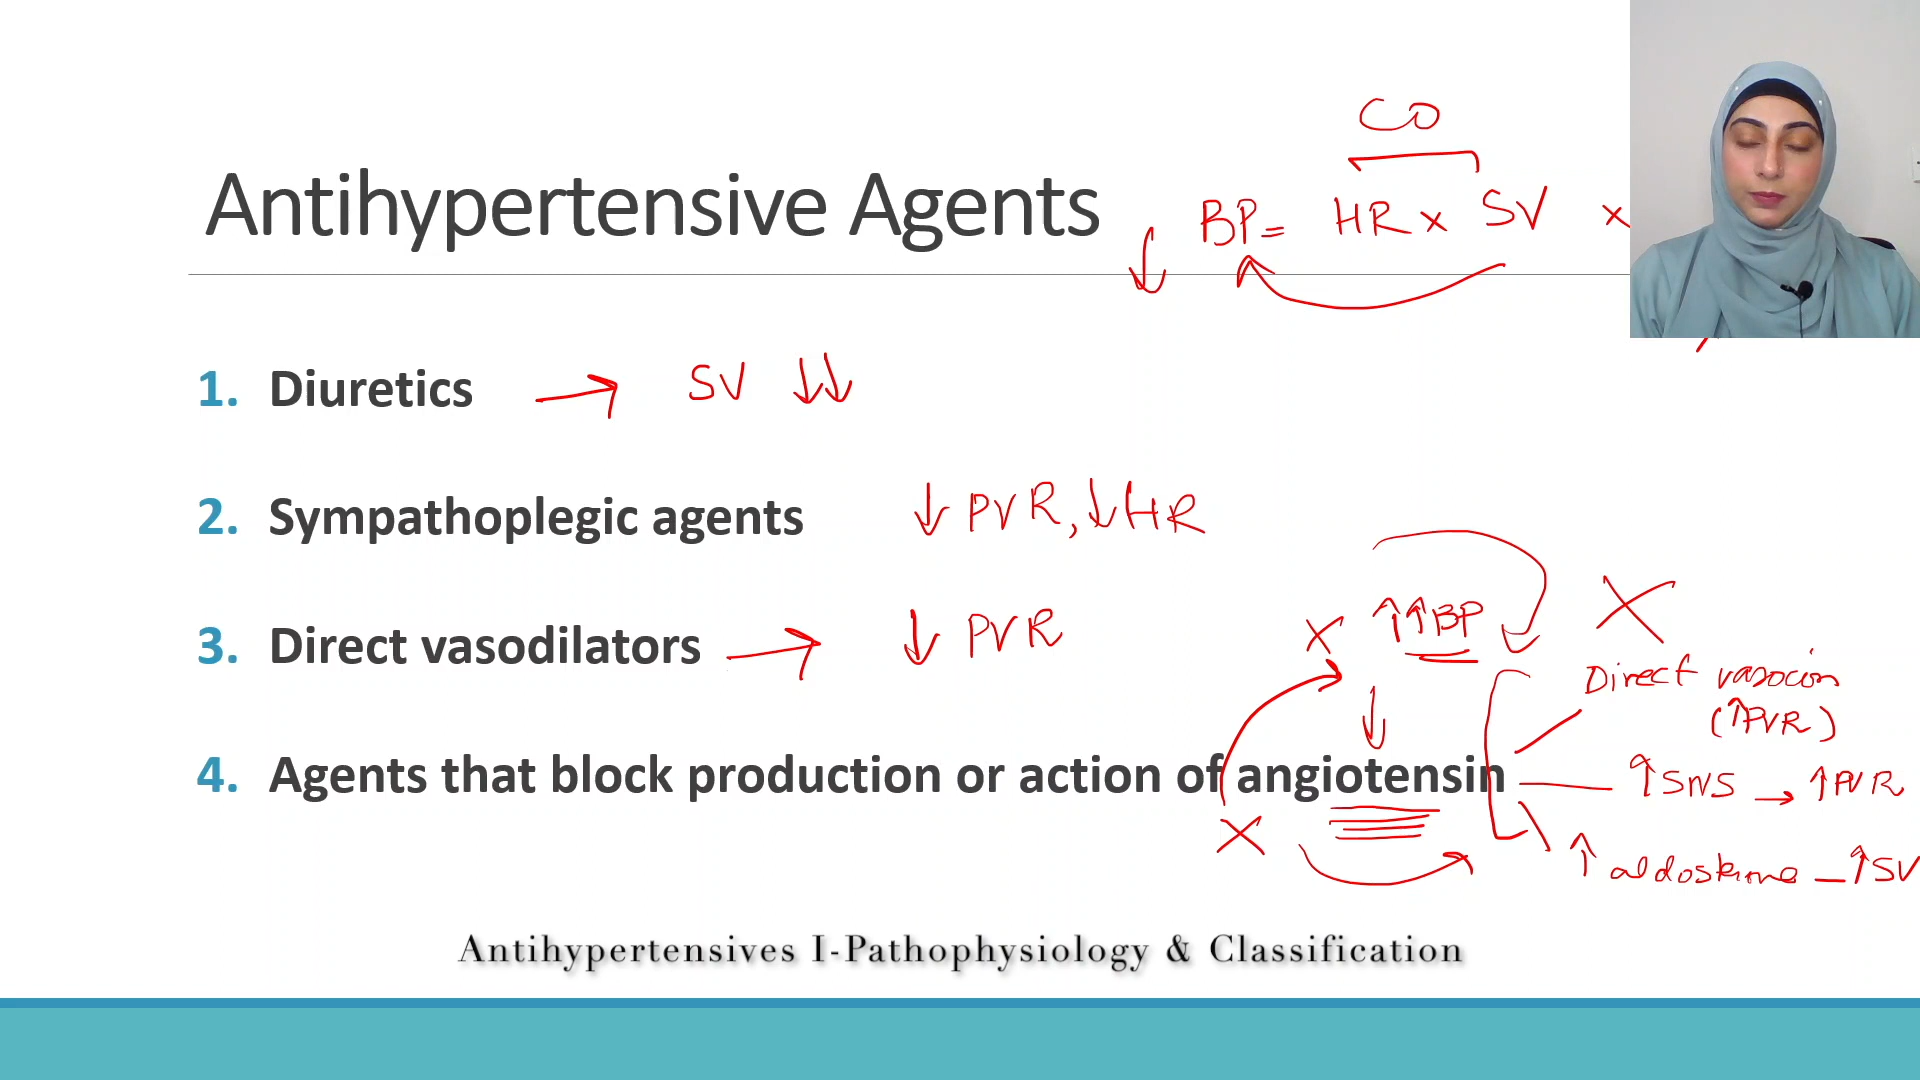 CO
Antihypertensive Agents
↓ BP = HR x SV x
1. Diuretics → SV ↓↓
2. Sympathoplegic agents ↓ PVR, ↓ HR
3. Direct vasodilators → ↓ PVR
X ↑↑ BP X
Direct vasocon
(↑PVR)
4. Agents that block production or action of angiotensin
↑ SNS → ↑ PVR
X
↑ aldosterone – ↑ SV
Antihypertensives I-Pathophysiology & Classification